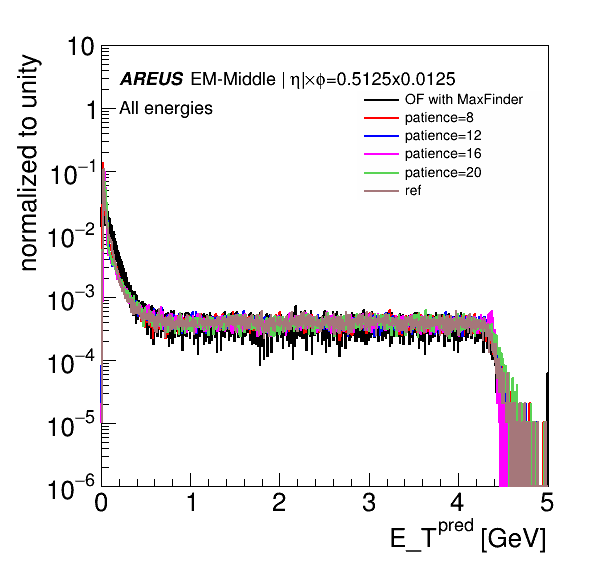 10
AREUS EM-Middle | η|×ϕ=0.5125x0.0125
OF with MaxFinder
All energies
1
patience=8
patience=12
patience=16
patience=20
ref
10⁻¹
10⁻²
10⁻³
10⁻⁴
10⁻⁵
10⁻⁶
normalized to unity
0 1 2 3 4 5
E_T^pred [GeV]